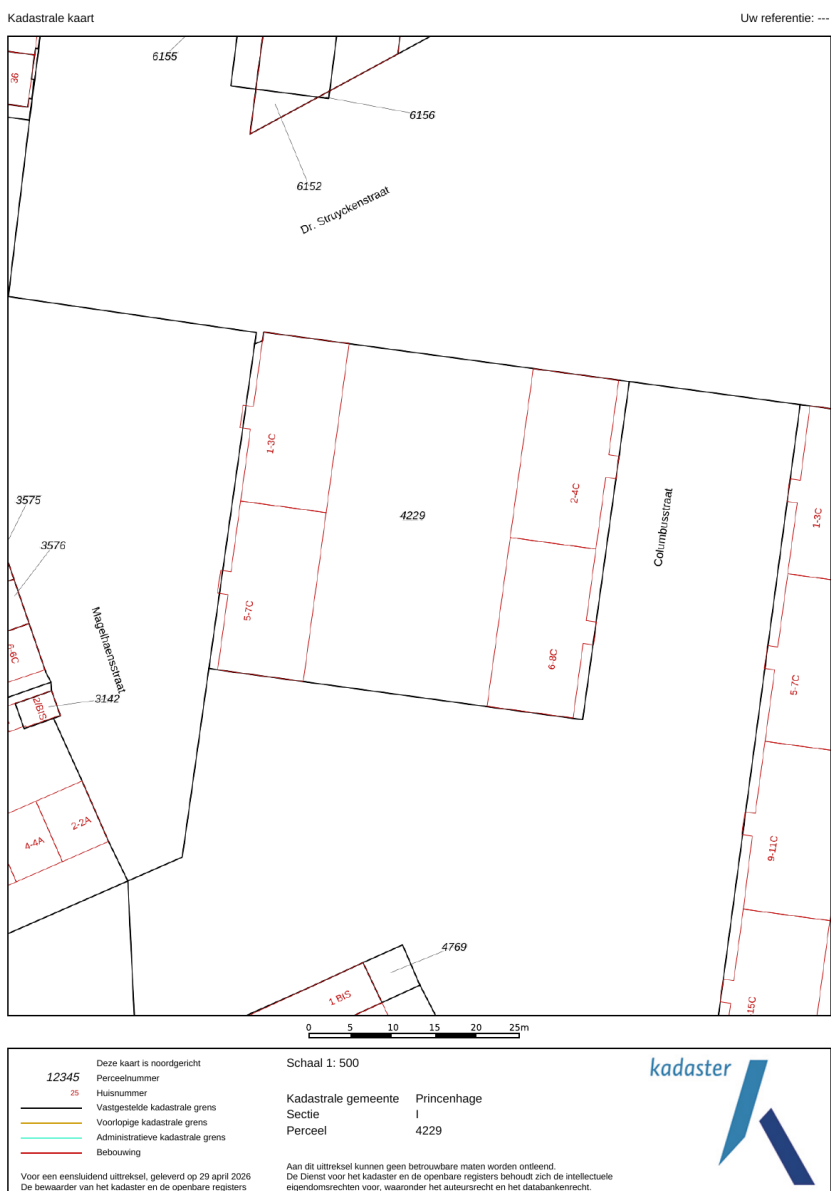 Kadastrale kaart
Uw referentie: ---
6155
36
6156
6152
Dr. Struyckenstraat
1-3C
2-4C
3575
4229
Columbusstraat
1-3C
3576
Magelhaensstraat
5-7C
6-8C
6-8C
5-7C
2/BIS
3142
2-2A
4-4A
9-11C
4769
1 BIS
15C
0 5 10 15 20 25m
Deze kaart is noordgericht
12345 Perceelnummer
25 Huisnummer
Vastgestelde kadastrale grens
Voorlopige kadastrale grens
Administratieve kadastrale grens
Bebouwing
Voor een eensluidend uittreksel, geleverd op 29 april 2026
De bewaarder van het kadaster en de openbare registers
Schaal 1: 500
Kadastrale gemeente Princenhage
Sectie I
Perceel 4229
Aan dit uittreksel kunnen geen betrouwbare maten worden ontleend.
De Dienst voor het kadaster en de openbare registers behoudt zich de intellectuele
eigendomsrechten voor, waaronder het auteursrecht en het databankenrecht.
kadaster